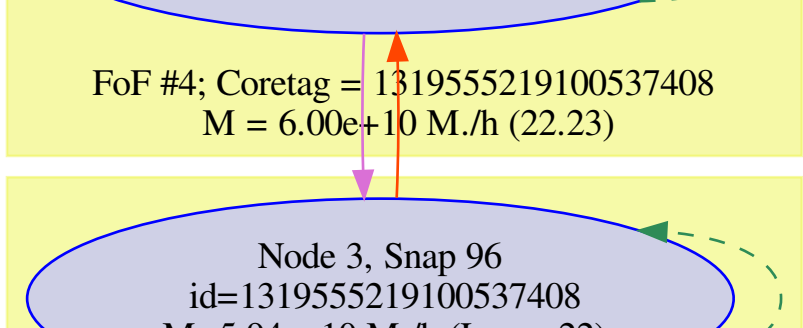 FoF #4; Coretag = 1319555219100537408
M = 6.00e+10 M./h (22.23)
Node 3, Snap 96
id=1319555219100537408